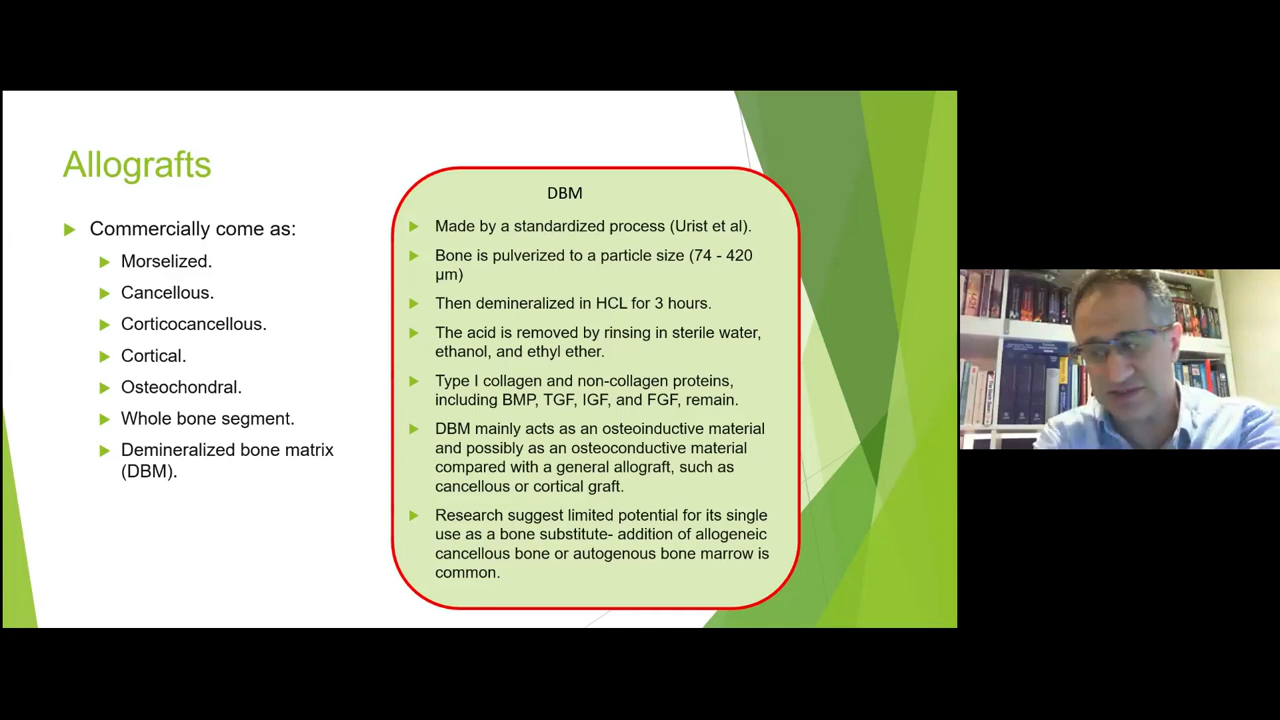 Allografts
Commercially come as:
Morselized.
Cancellous.
Corticocancellous.
Cortical.
Osteochondral.
Whole bone segment.
Demineralized bone matrix
(DBM).
DBM
Made by a standardized process (Urist et al).
Bone is pulverized to a particle size (74 - 420
μm)
Then demineralized in HCL for 3 hours.
The acid is removed by rinsing in sterile water,
ethanol, and ethyl ether.
Type I collagen and non-collagen proteins,
including BMP, TGF, IGF, and FGF, remain.
DBM mainly acts as an osteoinductive material
and possibly as an osteoconductive material
compared with a general allograft, such as
cancellous or cortical graft.
Research suggest limited potential for its single
use as a bone substitute- addition of allogeneic
cancellous bone or autogenous bone marrow is
common.